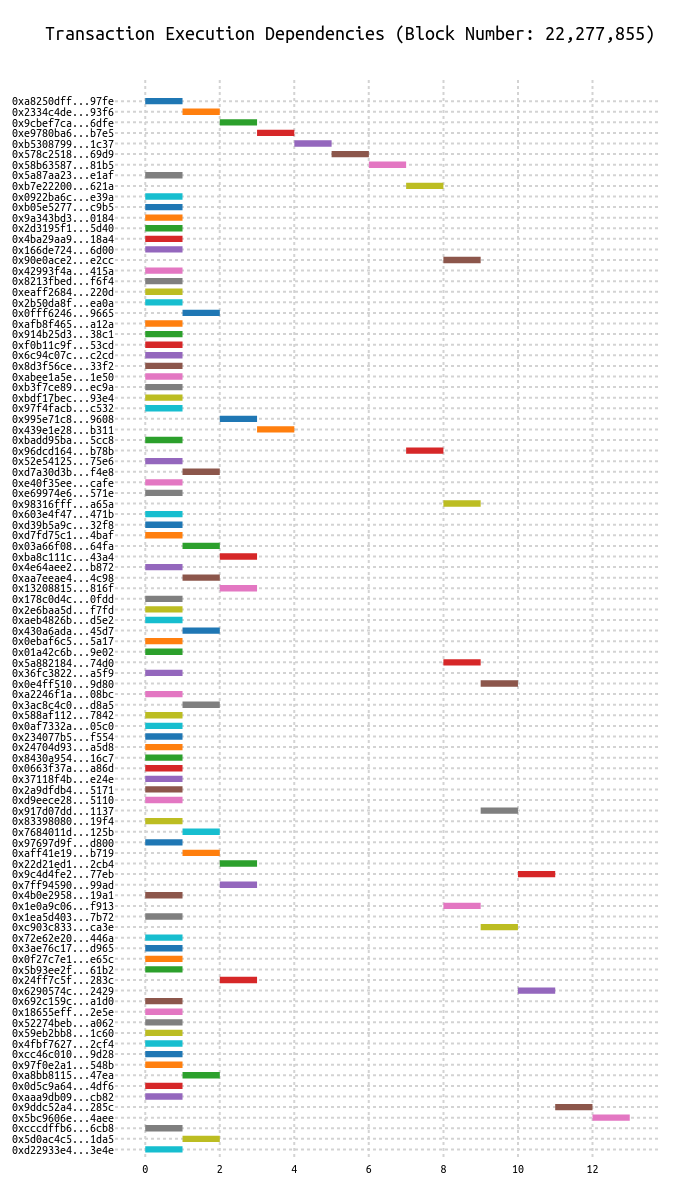 Transaction Execution Dependencies (Block Number: 22,277,855)
0xa8250dff...97fe
0x2334c4de...93f6
0x9cbef7ca...6dfe
0xe9780ba6...b7e5
0xb5308799...1c37
0x578c2518...69d9
0x58b63587...81b5
0x5a87aa23...e1af
0xb7e22200...621a
0x0922ba6c...e39a
0xb05e5277...c9b5
0x9a343bd3...0184
0x2d3195f1...5d40
0x4ba29aa9...18a4
0x166de724...6d00
0x90e0ace2...e2cc
0x42993f4a...415a
0x8213fbed...f6f4
0xeaff2684...220d
0x2b50da8f...ea0a
0x0fff6246...9665
0xafb8f465...a12a
0x914b25d3...38c1
0xf0b11c9f...53cd
0x6c94c07c...c2cd
0x8d3f56ce...33f2
0xabee1a5e...1e50
0xb3f7ce89...ec9a
0xbdf17bec...93e4
0x97f4facb...c532
0x995e71c8...9608
0x439e1e28...b311
0xbadd95ba...5cc8
0x96dcd164...b78b
0x52e54125...75e6
0xd7a30d3b...f4e8
0xe40f35ee...cafe
0xe69974e6...571e
0x98316fff...a65a
0x603e4f47...471b
0xd39b5a9c...32f8
0xd7fd75c1...4baf
0x03a66f08...64fa
0xba8c111c...43a4
0x4e64aee2...b872
0xaa7eeae4...4c98
0x13208815...816f
0x178c0d4c...0fdd
0x2e6baa5d...f7fd
0xaeb4826b...d5e2
0x430a6ada...45d7
0x0ebaf6c5...5a17
0x01a42c6b...9e02
0x5a882184...74d0
0x36fc3822...a5f9
0x0e4ff510...9d80
0xa2246f1a...08bc
0x3ac8c4c0...d8a5
0x588af112...7842
0x0af7332a...05c0
0x234077b5...f554
0x24704d93...a5d8
0x8430a954...16c7
0x0663f37a...a86d
0x37118f4b...e24e
0x2a9dfdb4...5171
0xd9eece28...5110
0x917d07dd...1137
0x83398080...19f4
0x7684011d...125b
0x97697d9f...d800
0xaff41e19...b719
0x22d21ed1...2cb4
0x9c4d4fe2...77eb
0x7ff94590...99ad
0x4b0e2958...19a1
0x1e0a9c06...f913
0x1ea5d403...7b72
0xc903c833...ca3e
0x72e62e20...446a
0x3ae76c17...d965
0x0f27c7e1...e65c
0x5b93ee2f...61b2
0x24ff7c5f...283c
0x6290574c...2429
0x692c159c...a1d0
0x18655eff...2e5e
0x52274beb...a062
0x59eb2bb8...1c60
0x4fbf7627...2cf4
0xcc46c010...9d28
0x97f0e2a1...548b
0xa8bb8115...47ea
0x0d5c9a64...4df6
0xaaa9db09...cb82
0x9ddc52a4...285c
0x5bc9606e...4aee
0xcccdffb6...6cb8
0x5d0ac4c5...1da5
0xd22933e4...3e4e
0 2 4 6 8 10 12